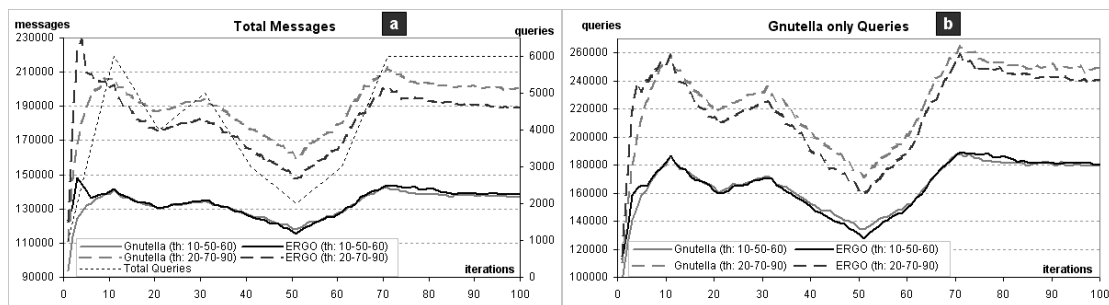 Total Messages
a
messages
queries
230000
210000
190000
170000
150000
130000
110000
90000
6000
5000
4000
3000
2000
1000
0
Gnutella (th: 10-50-60)
ERGO (th: 10-50-60)
Gnutella (th: 20-70-90)
ERGO (th: 20-70-90)
Total Queries
iterations
0 10 20 30 40 50 60 70 80 90 100
Gnutella only Queries
b
queries
260000
240000
220000
200000
180000
160000
140000
120000
100000
Gnutella (th: 10-50-60)
ERGO (th: 10-50-60)
Gnutella (th: 20-70-90)
ERGO (th: 20-70-90)
iterations
0 10 20 30 40 50 60 70 80 90 100